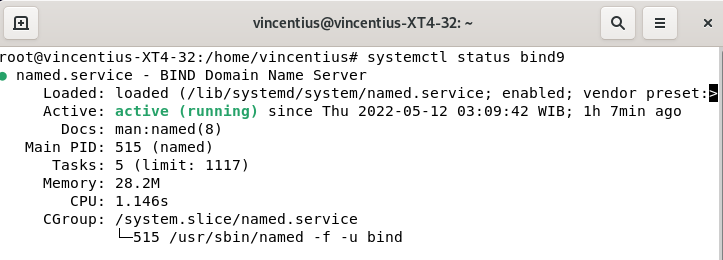 vincentius@vincentius-XT4-32: ~
root@vincentius-XT4-32:/home/vincentius# systemctl status bind9
● named.service - BIND Domain Name Server
     Loaded: loaded (/lib/systemd/system/named.service; enabled; vendor preset:>
     Active: active (running) since Thu 2022-05-12 03:09:42 WIB; 1h 7min ago
       Docs: man:named(8)
   Main PID: 515 (named)
      Tasks: 5 (limit: 1117)
     Memory: 28.2M
        CPU: 1.146s
     CGroup: /system.slice/named.service
             └─515 /usr/sbin/named -f -u bind